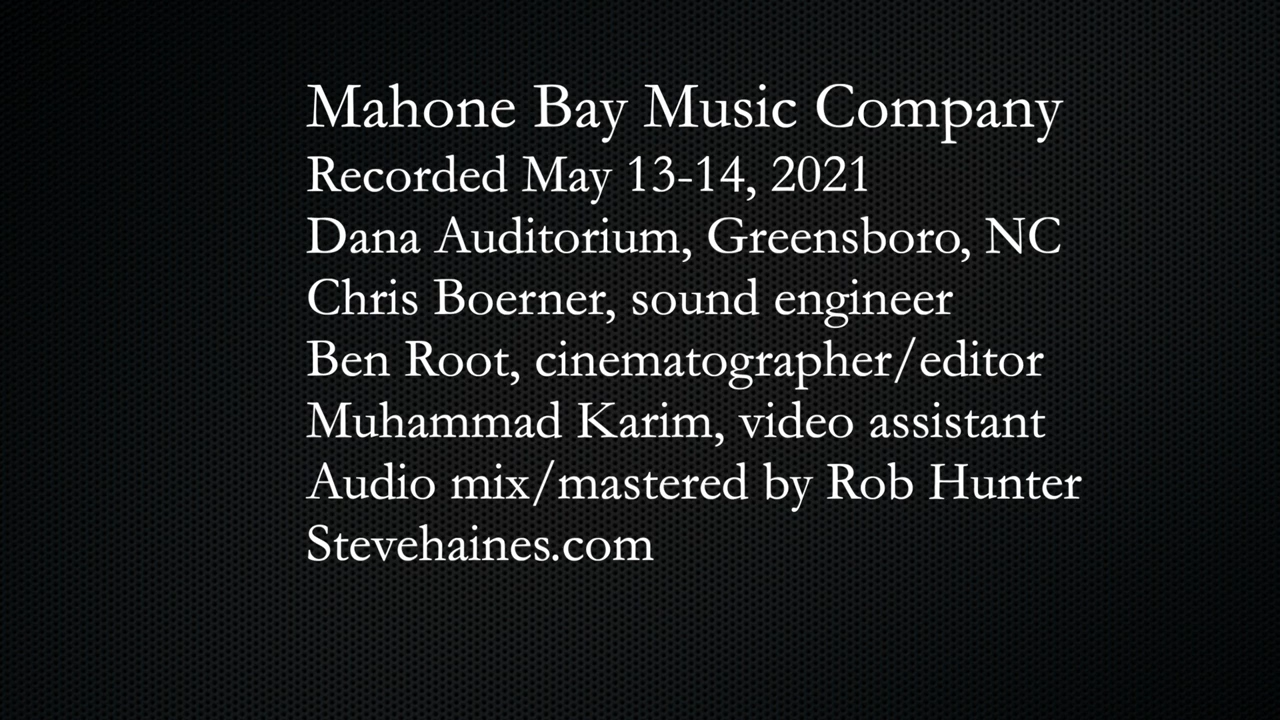 Mahone Bay Music Company
Recorded May 13-14, 2021
Dana Auditorium, Greensboro, NC
Chris Boerner, sound engineer
Ben Root, cinematographer/editor
Muhammad Karim, video assistant
Audio mix/mastered by Rob Hunter
Stevehaines.com